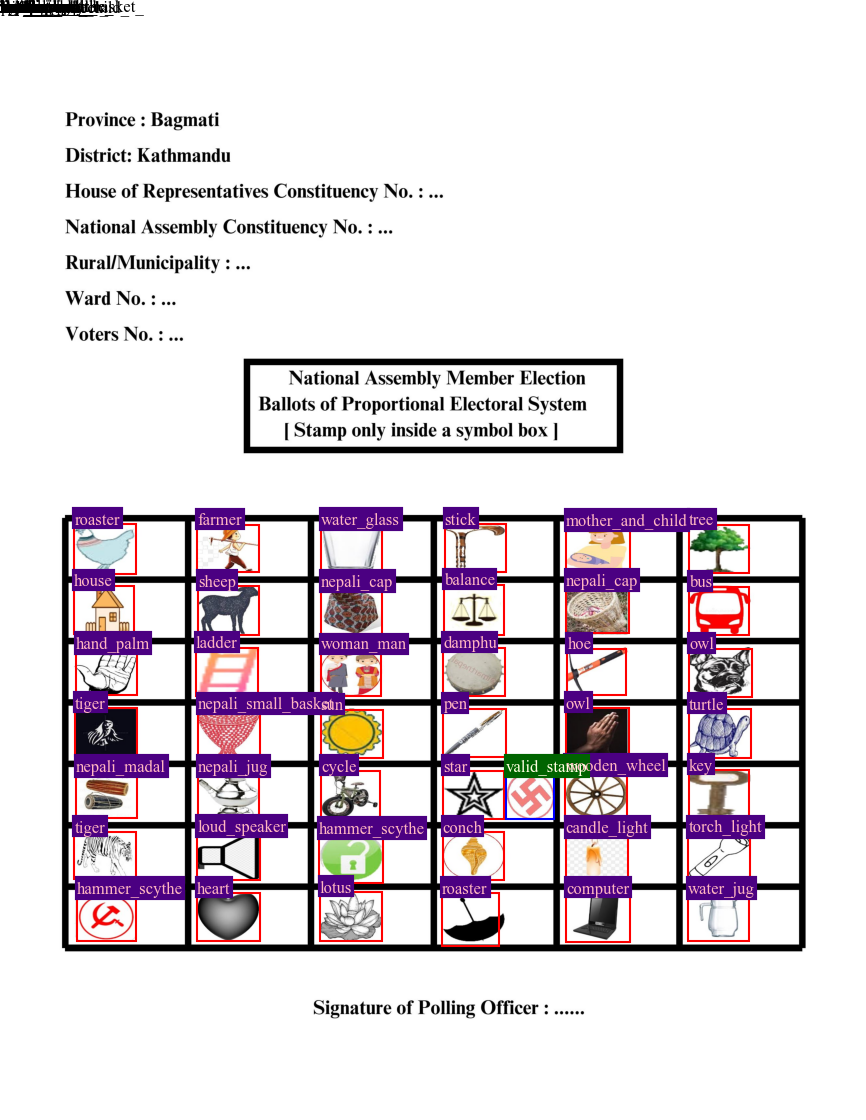 Province : Bagmati
District: Kathmandu
House of Representatives Constituency No. : ...
National Assembly Constituency No. : ...
Rural/Municipality : ...
Ward No. : ...
Voters No. : ...
National Assembly Member Election
Ballots of Proportional Electoral System
[ Stamp only inside a symbol box ]
roaster farmer water_glass stick mother_and_child tree
house sheep nepali_cap balance nepali_cap bus
hand_palm ladder woman_man damphu hoe owl
tiger nepali_small_basket sun pen owl turtle
nepali_madal nepali_jug cycle star valid_stamp wooden_wheel key
tiger loud_speaker hammer_scythe conch candle_light torch_light
hammer_scythe heart lotus roaster computer water_jug
Signature of Polling Officer : ......